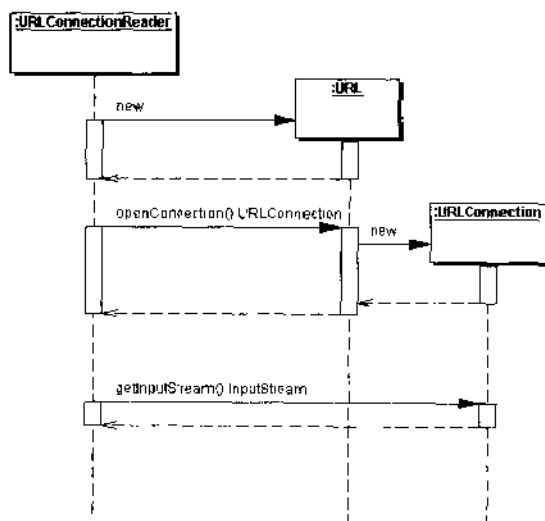 :URLConnectionReader
:URL
new
openConnection() URLConnection
:URLConnection
new
getInputStream() InputStream